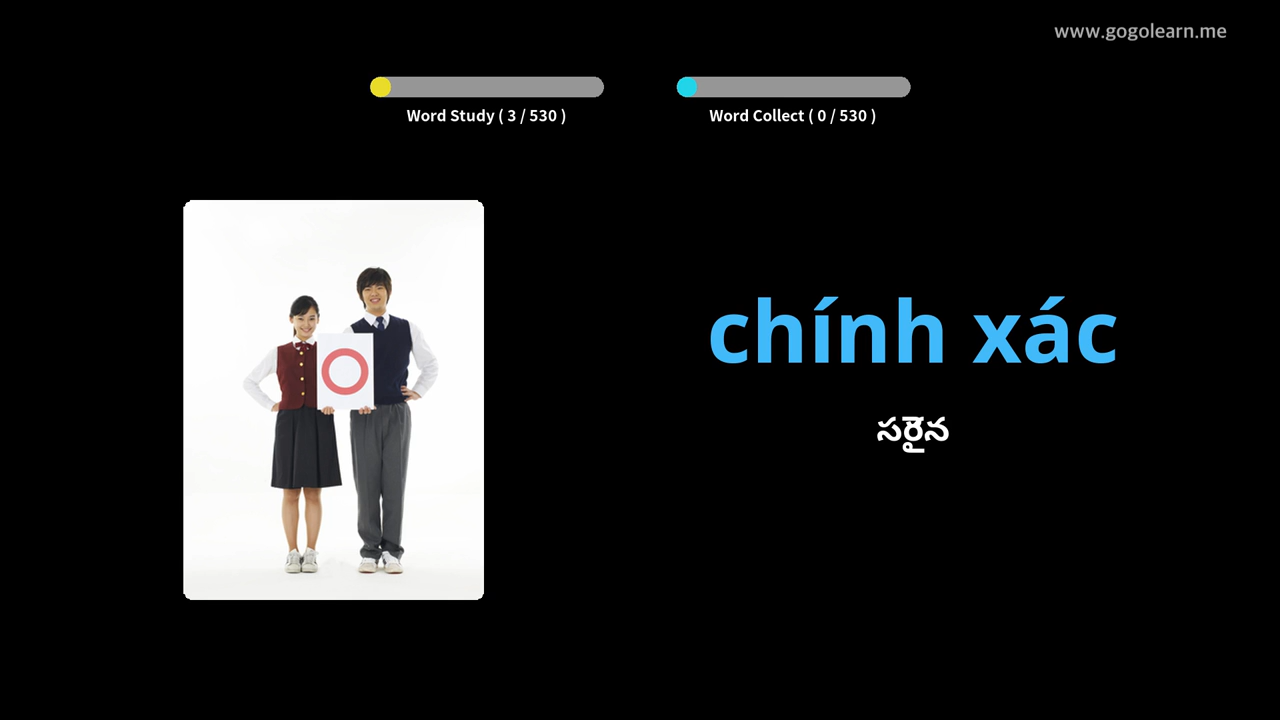 www.gogolearn.me
Word Study ( 3 / 530 )
Word Collect ( 0 / 530 )
chính xác
సరైన